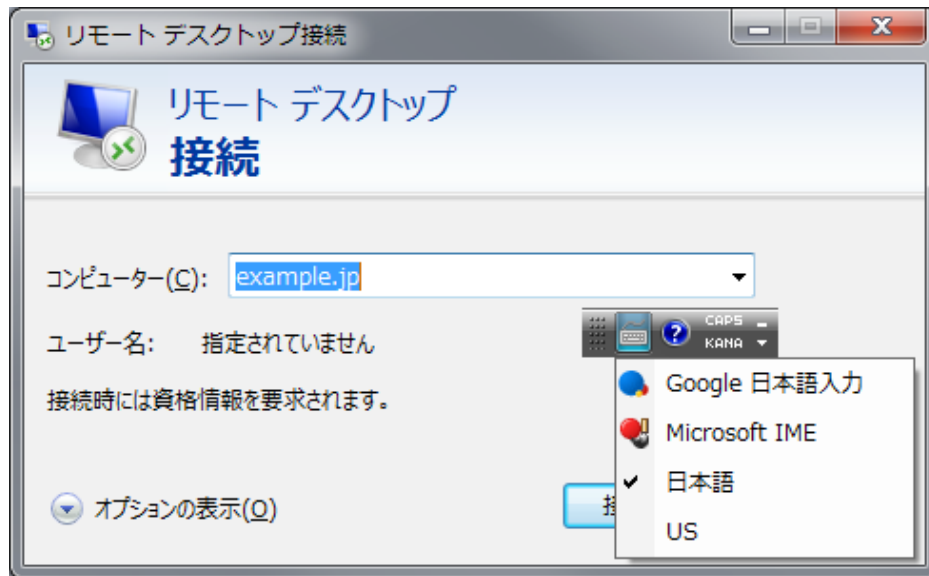 リモート デスクトップ接続
リモート デスクトップ
接続
コンピューター(C): example.jp
ユーザー名: 指定されていません
CAPS
KANA
接続時には資格情報を要求されます。
Google 日本語入力
Microsoft IME
日本語
US
オプションの表示(O)